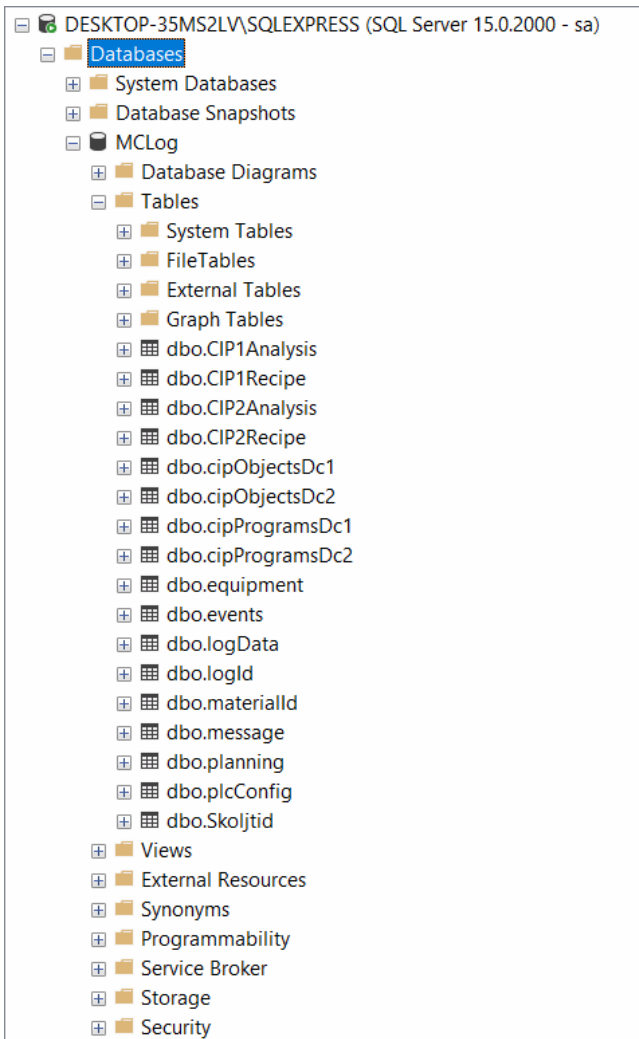 DESKTOP-35MS2LV\SQLEXPRESS (SQL Server 15.0.2000 - sa)
Databases
System Databases
Database Snapshots
MCLog
Database Diagrams
Tables
System Tables
FileTables
External Tables
Graph Tables
dbo.CIP1Analysis
dbo.CIP1Recipe
dbo.CIP2Analysis
dbo.CIP2Recipe
dbo.cipObjectsDc1
dbo.cipObjectsDc2
dbo.cipProgramsDc1
dbo.cipProgramsDc2
dbo.equipment
dbo.events
dbo.logData
dbo.logId
dbo.materialId
dbo.message
dbo.planning
dbo.plcConfig
dbo.Skoljtid
Views
External Resources
Synonyms
Programmability
Service Broker
Storage
Security